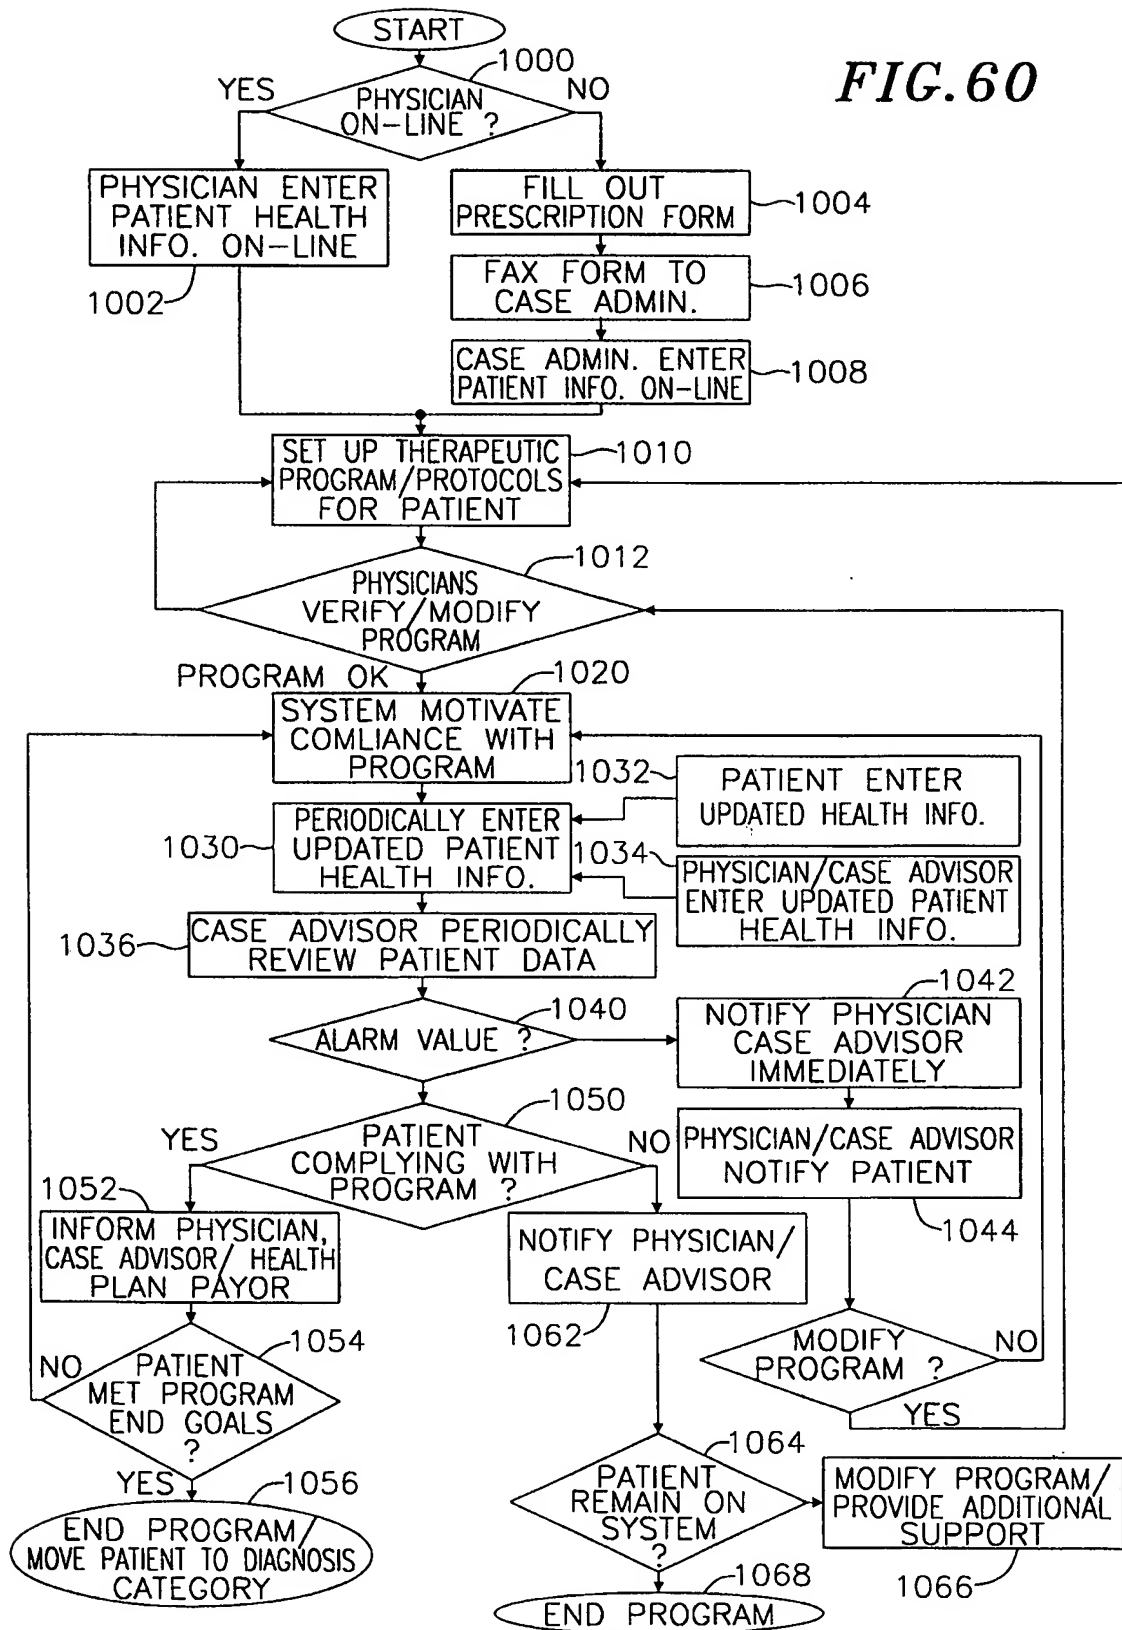 START
FIG.60
1000
YES
NO
PHYSICIAN
ON-LINE ?
PHYSICIAN ENTER
PATIENT HEALTH
INFO. ON-LINE
1002
FILL OUT
PRESCRIPTION FORM
1004
FAX FORM TO
CASE ADMIN.
1006
CASE ADMIN. ENTER
PATIENT INFO. ON-LINE
1008
SET UP THERAPEUTIC
PROGRAM/PROTOCOLS
FOR PATIENT
1010
PHYSICIANS
VERIFY/MODIFY
PROGRAM
1012
PROGRAM OK
1020
SYSTEM MOTIVATE
COMLIANCE WITH
PROGRAM
1032
PATIENT ENTER
UPDATED HEALTH INFO.
1030
PERIODICALLY ENTER
UPDATED PATIENT
HEALTH INFO.
1034
PHYSICIAN/CASE ADVISOR
ENTER UPDATED PATIENT
HEALTH INFO.
1036
CASE ADVISOR PERIODICALLY
REVIEW PATIENT DATA
1040
ALARM VALUE ?
1042
NOTIFY PHYSICIAN
CASE ADVISOR
IMMEDIATELY
1050
YES
NO
PATIENT
COMPLYING WITH
PROGRAM ?
PHYSICIAN/CASE ADVISOR
NOTIFY PATIENT
1044
1052
INFORM PHYSICIAN,
CASE ADVISOR/ HEALTH
PLAN PAYOR
NOTIFY PHYSICIAN/
CASE ADVISOR
1062
MODIFY
PROGRAM ?
NO
YES
1054
NO
PATIENT
MET PROGRAM
END GOALS
?
YES
1056
END PROGRAM/
MOVE PATIENT TO DIAGNOSIS
CATEGORY
1064
PATIENT
REMAIN ON
SYSTEM
?
MODIFY PROGRAM/
PROVIDE ADDITIONAL
SUPPORT
1066
1068
END PROGRAM